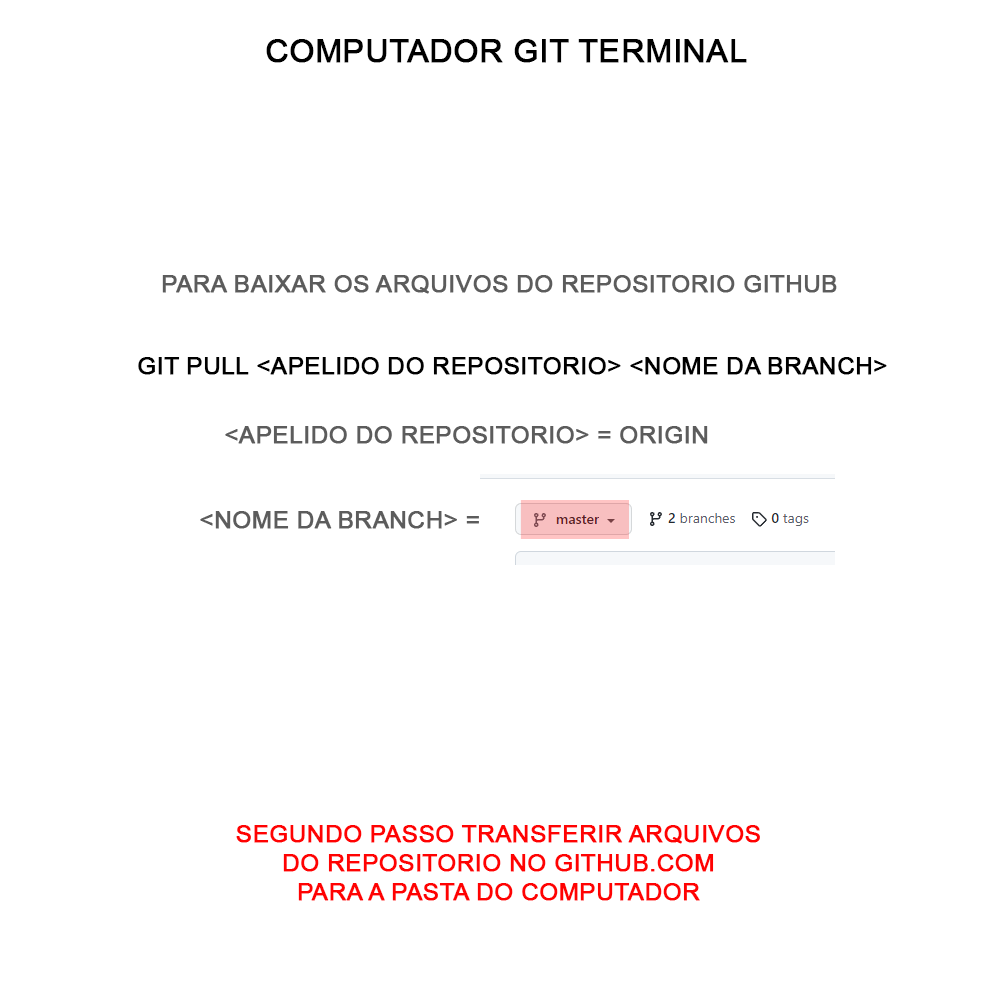 COMPUTADOR GIT TERMINAL
PARA BAIXAR OS ARQUIVOS DO REPOSITORIO GITHUB
GIT PULL <APELIDO DO REPOSITORIO> <NOME DA BRANCH>
<APELIDO DO REPOSITORIO> = ORIGIN
<NOME DA BRANCH> = master 2 branches 0 tags
SEGUNDO PASSO TRANSFERIR ARQUIVOS
DO REPOSITORIO NO GITHUB.COM
PARA A PASTA DO COMPUTADOR